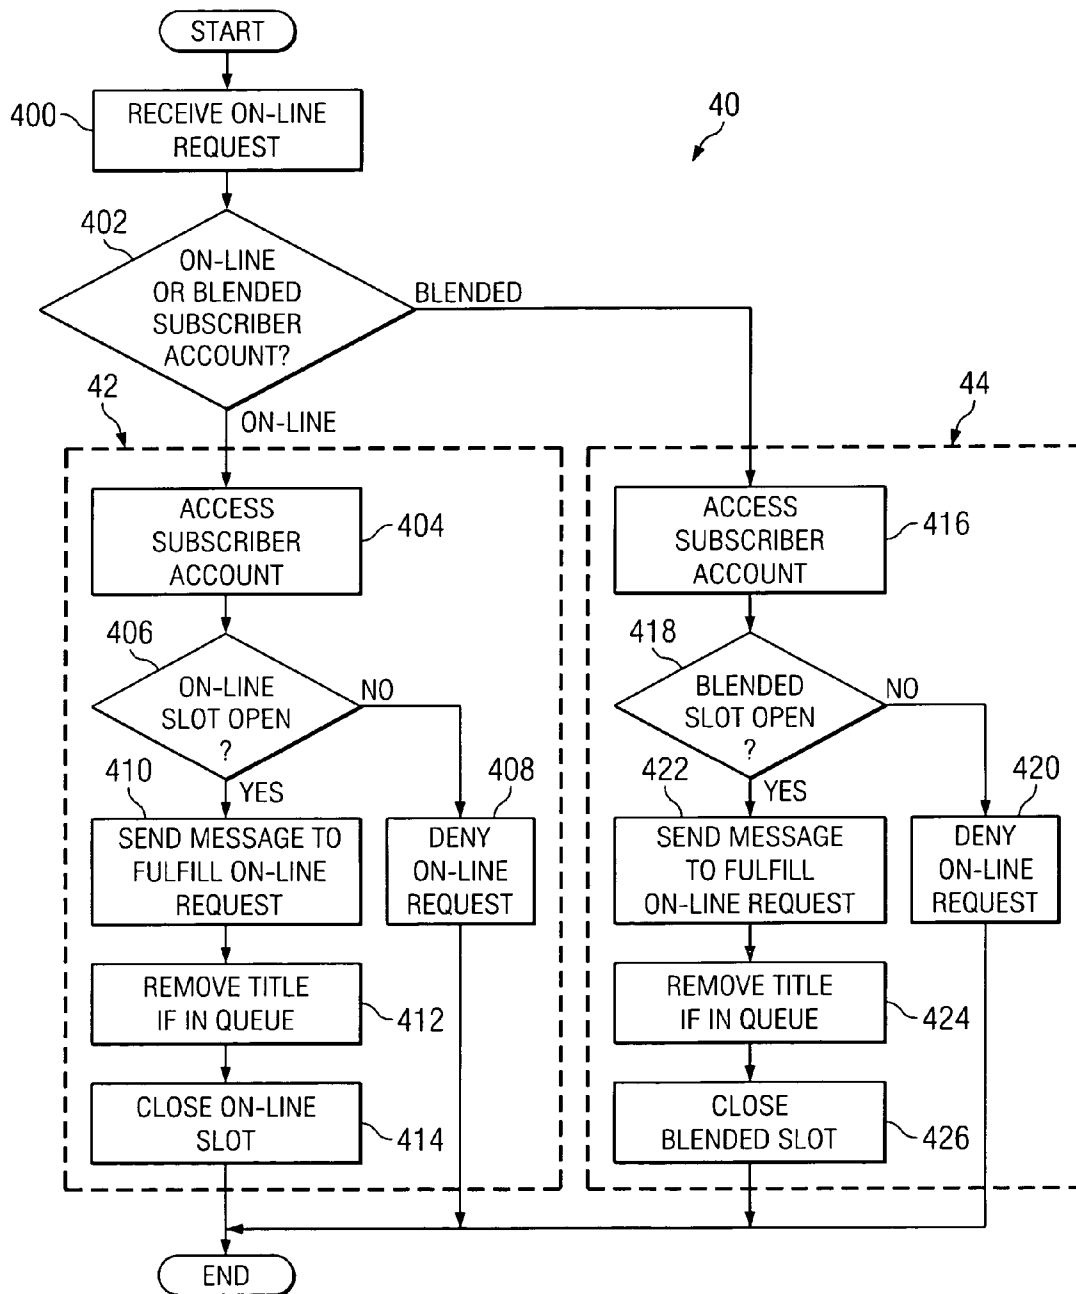 START
400
RECEIVE ON-LINE
REQUEST
40
402
ON-LINE
OR BLENDED
SUBSCRIBER
ACCOUNT?
BLENDED
ON-LINE
42
44
ACCESS
SUBSCRIBER
ACCOUNT
404
ACCESS
SUBSCRIBER
ACCOUNT
416
406
ON-LINE
SLOT OPEN
?
NO
YES
418
BLENDED
SLOT OPEN
?
NO
YES
410
SEND MESSAGE TO
FULFILL ON-LINE
REQUEST
408
DENY
ON-LINE
REQUEST
422
SEND MESSAGE
TO FULFILL
ON-LINE REQUEST
420
DENY
ON-LINE
REQUEST
REMOVE TITLE
IF IN QUEUE
412
REMOVE TITLE
IF IN QUEUE
424
CLOSE ON-LINE
SLOT
414
CLOSE
BLENDED SLOT
426
END